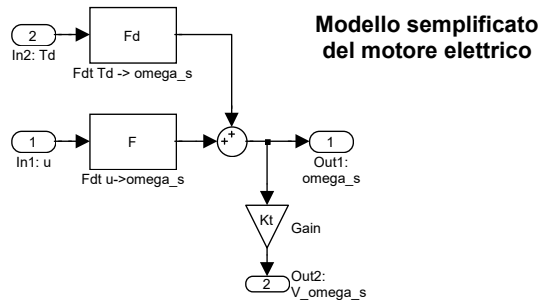 Modello semplificato
del motore elettrico
2
In2: Td
Fd
Fdt Td -> omega_s
1
In1: u
F
Fdt u->omega_s
+
+
1
Out1:
omega_s
Kt
Gain
2
Out2:
V_omega_s